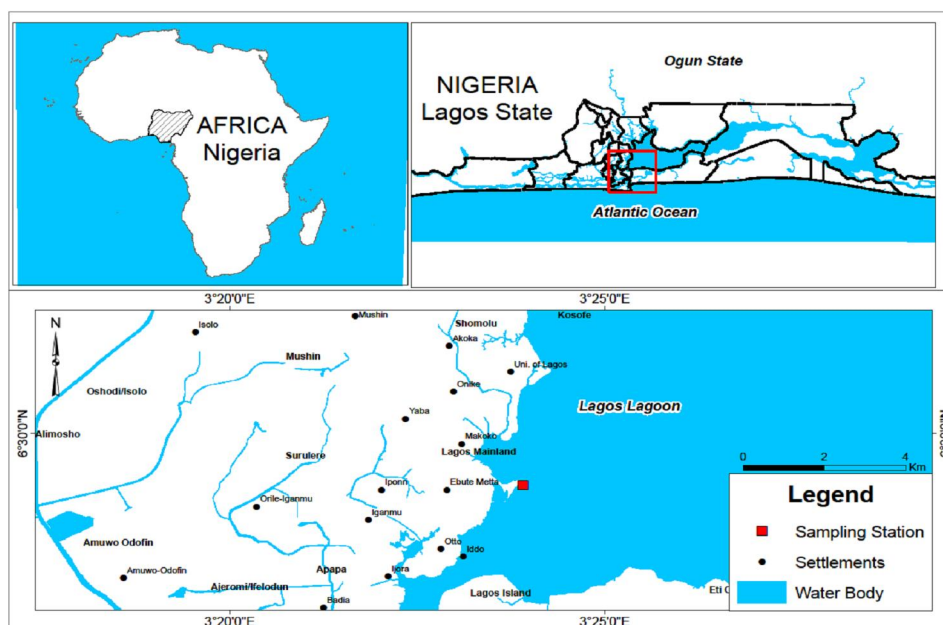 AFRICA
Nigeria
NIGERIA
Lagos State
Ogun State
Atlantic Ocean
3°20'0"E
3°25'0"E
N
Isolo
Mushin
Shomolu
Kosofe
Akoka
Mushin
Uni. of Lagos
Oshodi/Isolo
Onike
Lagos Lagoon
Yaba
Alimosho
6°30'0"N
Makoko
Lagos Mainland
Surulere
0 2 4
Km
Iponri
Ebute Metta
Orile-Iganmu
Iganmu
Amuwo Odofin
Otto
Iddo
Amuwo-Odofin
Apapa
Ijora
Ajeromi/Ifelodun
Lagos Island
Eti
Badia
Legend
Sampling Station
Settlements
Water Body
3°20'0"E
3°25'0"E